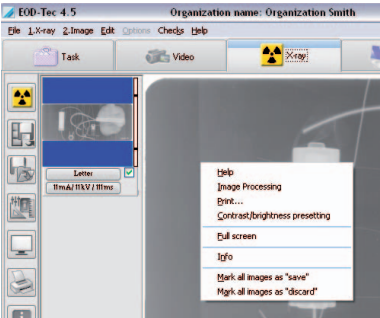 EOD-Tec 4.5 Organization name: Organization Smith
File 1.X-ray 2.Image Edit Options Checks Help
Task Video X-ray
Letter
11mA/11kV/111ms
Help
Image Processing
Print...
Contrast/brightness presetting
Full screen
Info
Mark all images as "save"
Mark all images as "discard"